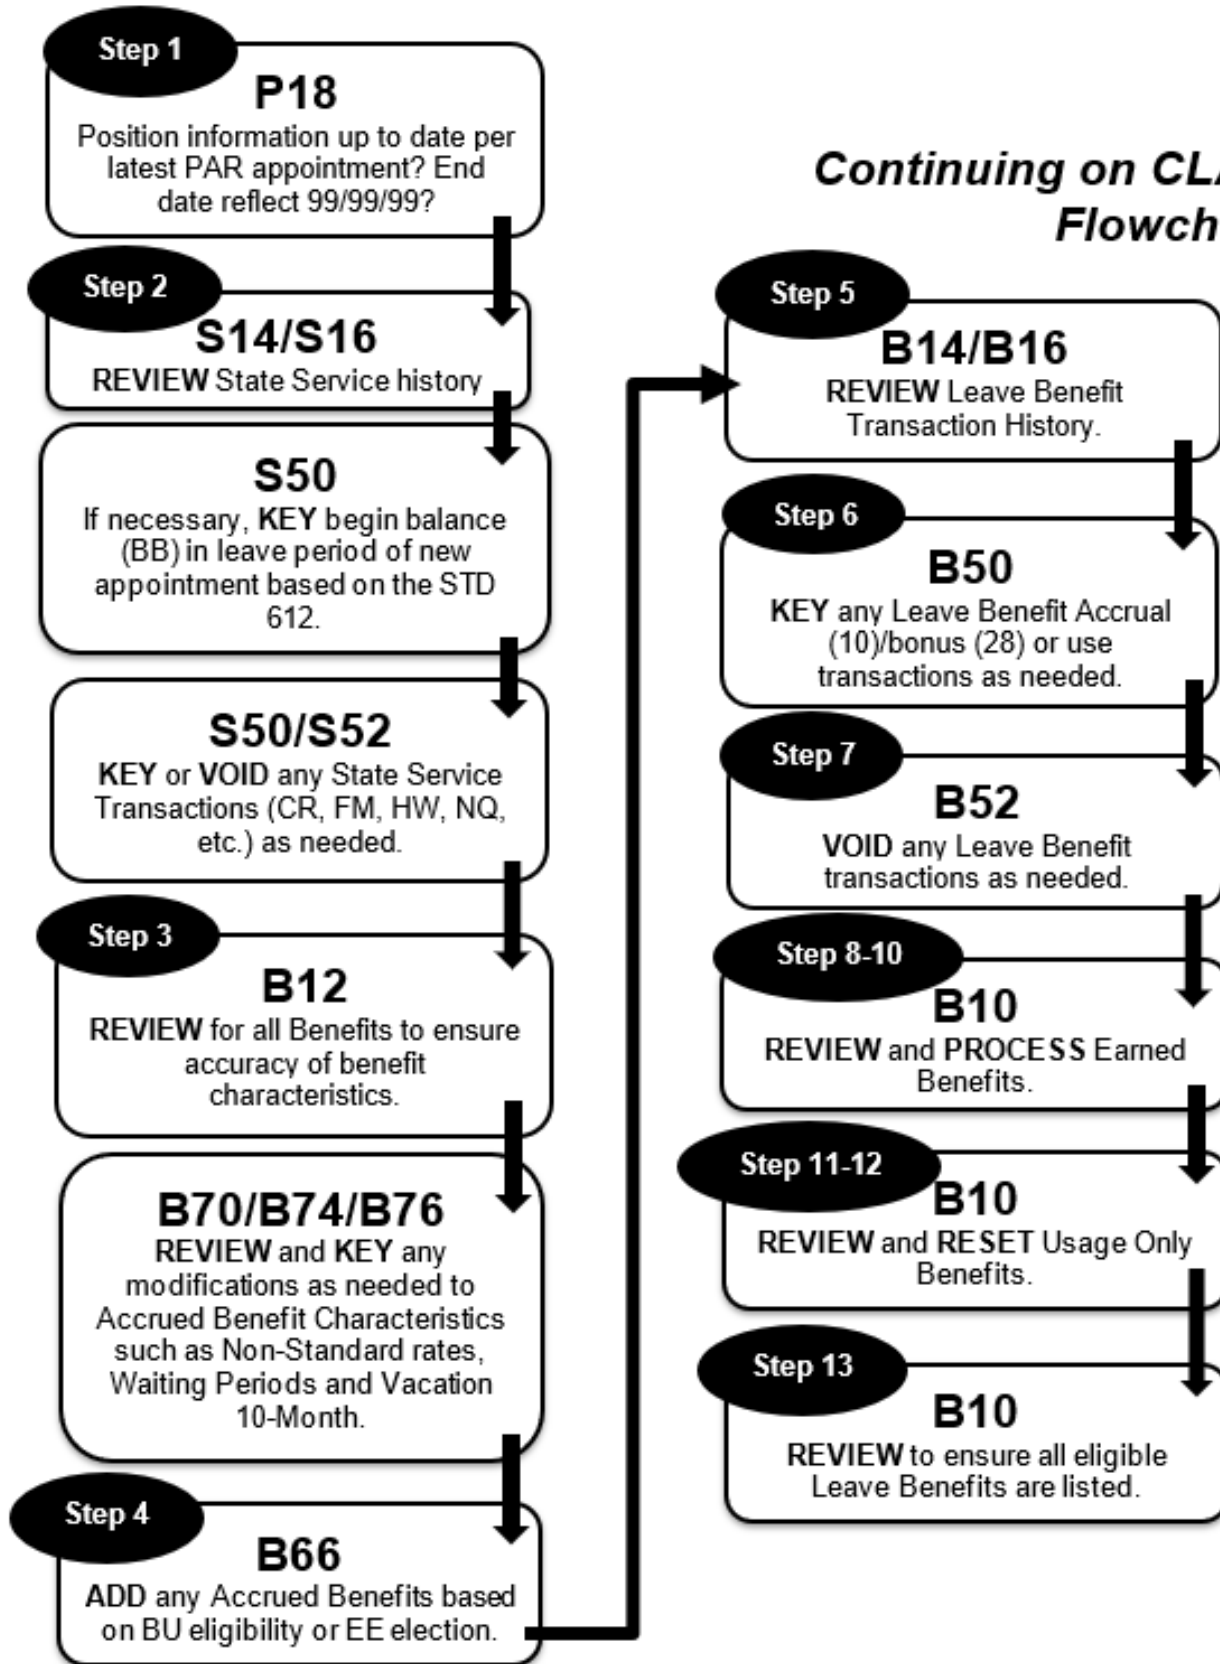 Step 1
P18
Position information up to date per
latest PAR appointment? End
date reflect 99/99/99?
Step 2
S14/S16
REVIEW State Service history
S50
If necessary, KEY begin balance
(BB) in leave period of new
appointment based on the STD
612.
S50/S52
KEY or VOID any State Service
Transactions (CR, FM, HW, NQ,
etc.) as needed.
Step 3
B12
REVIEW for all Benefits to ensure
accuracy of benefit
characteristics.
B70/B74/B76
REVIEW and KEY any
modifications as needed to
Accrued Benefit Characteristics
such as Non-Standard rates,
Waiting Periods and Vacation
10-Month.
Step 4
B66
ADD any Accrued Benefits based
on BU eligibility or EE election.
Continuing on CLA
Flowch
Step 5
B14/B16
REVIEW Leave Benefit
Transaction History.
Step 6
B50
KEY any Leave Benefit Accrual
(10)/bonus (28) or use
transactions as needed.
Step 7
B52
VOID any Leave Benefit
transactions as needed.
Step 8-10
B10
REVIEW and PROCESS Earned
Benefits.
Step 11-12
B10
REVIEW and RESET Usage Only
Benefits.
Step 13
B10
REVIEW to ensure all eligible
Leave Benefits are listed.